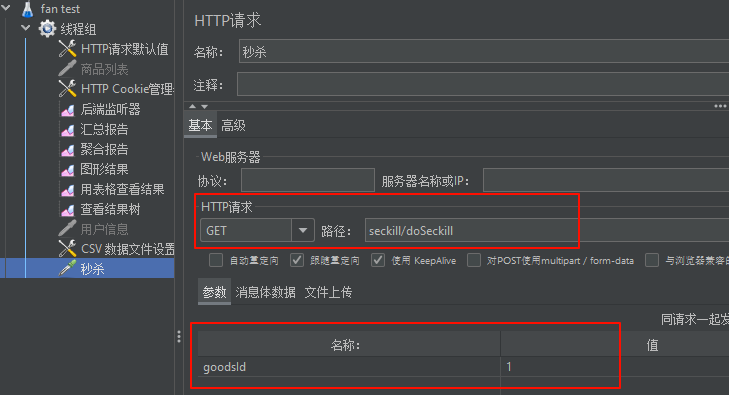 fan test
线程组
HTTP请求默认值
商品列表
HTTP Cookie管理
后端监听器
汇总报告
聚合报告
图形结果
用表格查看结果
查看结果树
用户信息
CSV 数据文件设置
秒杀
HTTP请求
名称: 秒杀
注释:
基本 高级
Web服务器
协议: 服务器名称或IP:
HTTP请求
GET 路径: seckill/doSeckill
自动重定向 跟随重定向 使用 KeepAlive 对POST使用multipart / form-data 与浏览器兼容的
参数 消息体数据 文件上传
同请求一起发
名称: 值
goodsId 1